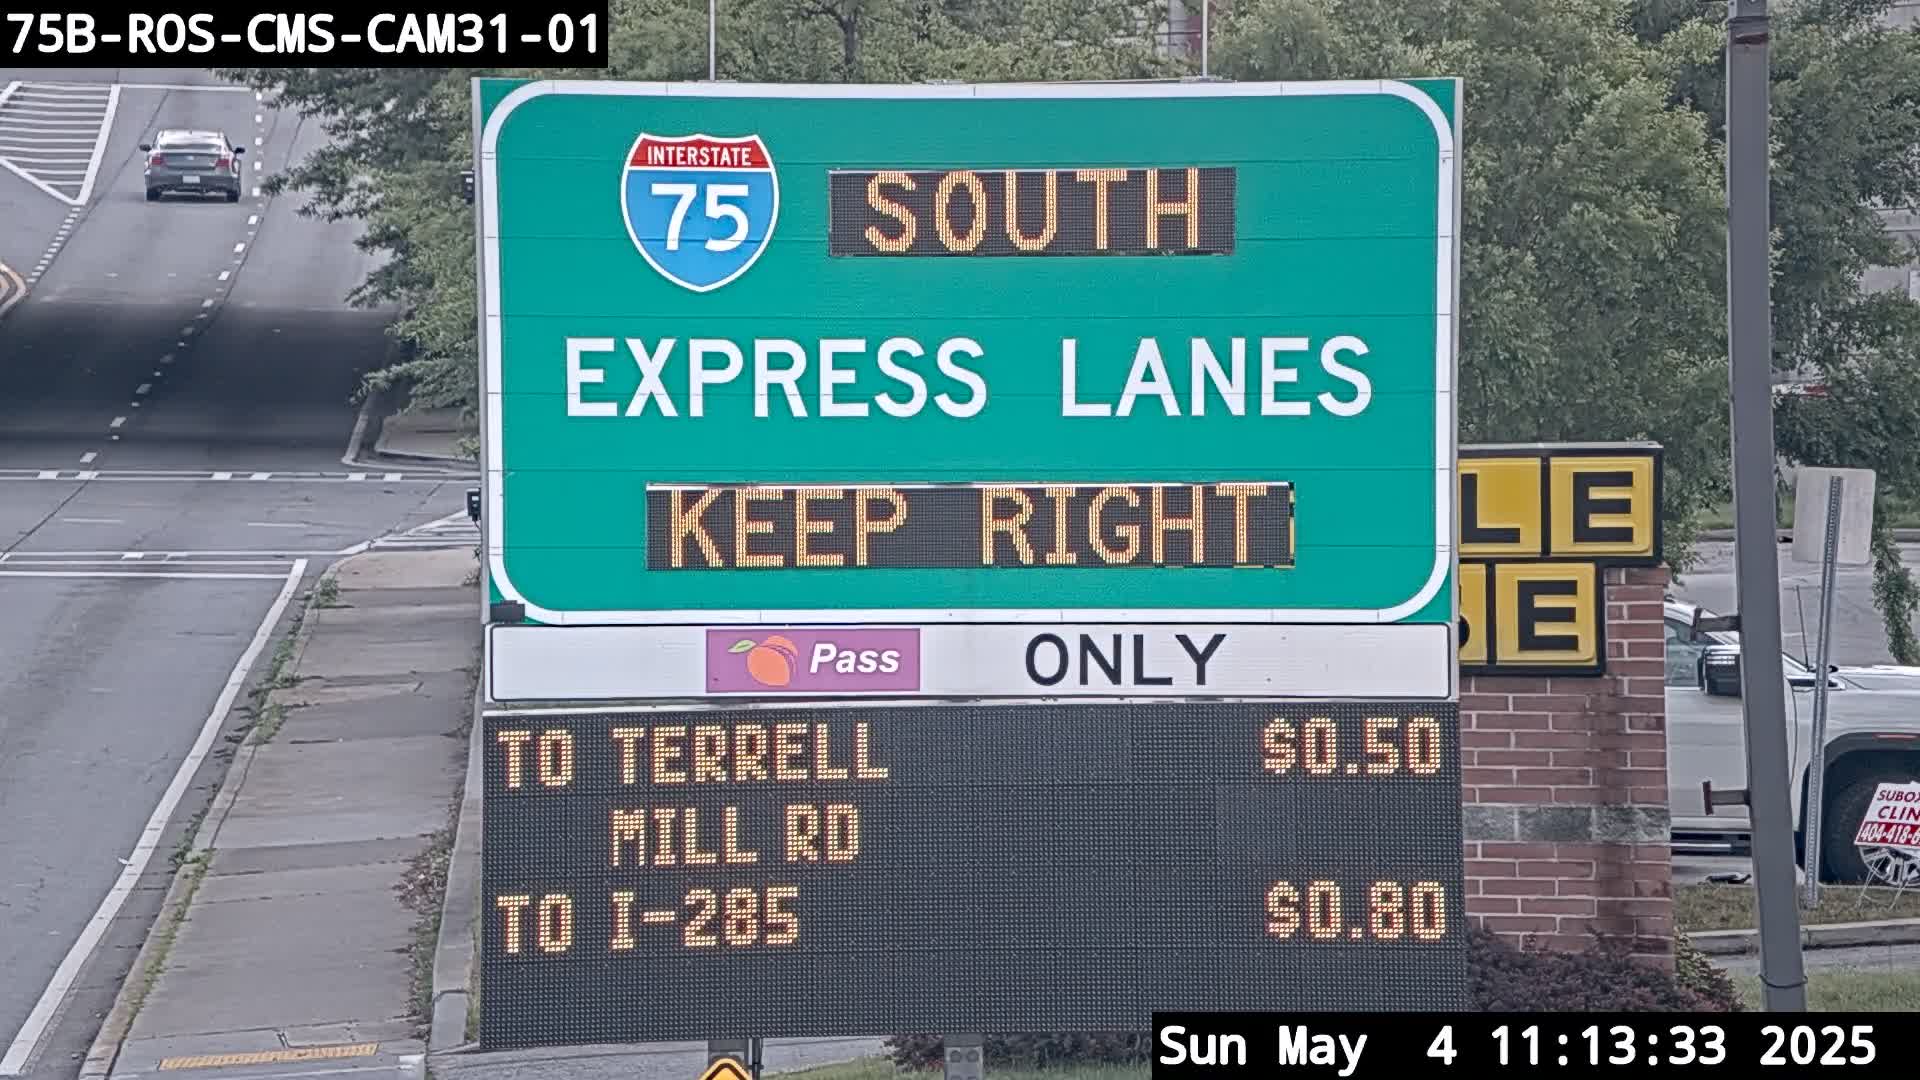 75B-ROS-CMS-CAM31-01
INTERSTATE
75
SOUTH
EXPRESS LANES
KEEP RIGHT
Pass ONLY
TO TERRELL $0.50
MILL RD
TO I-285 $0.80
LE
E
Sun May 4 11:13:33 2025